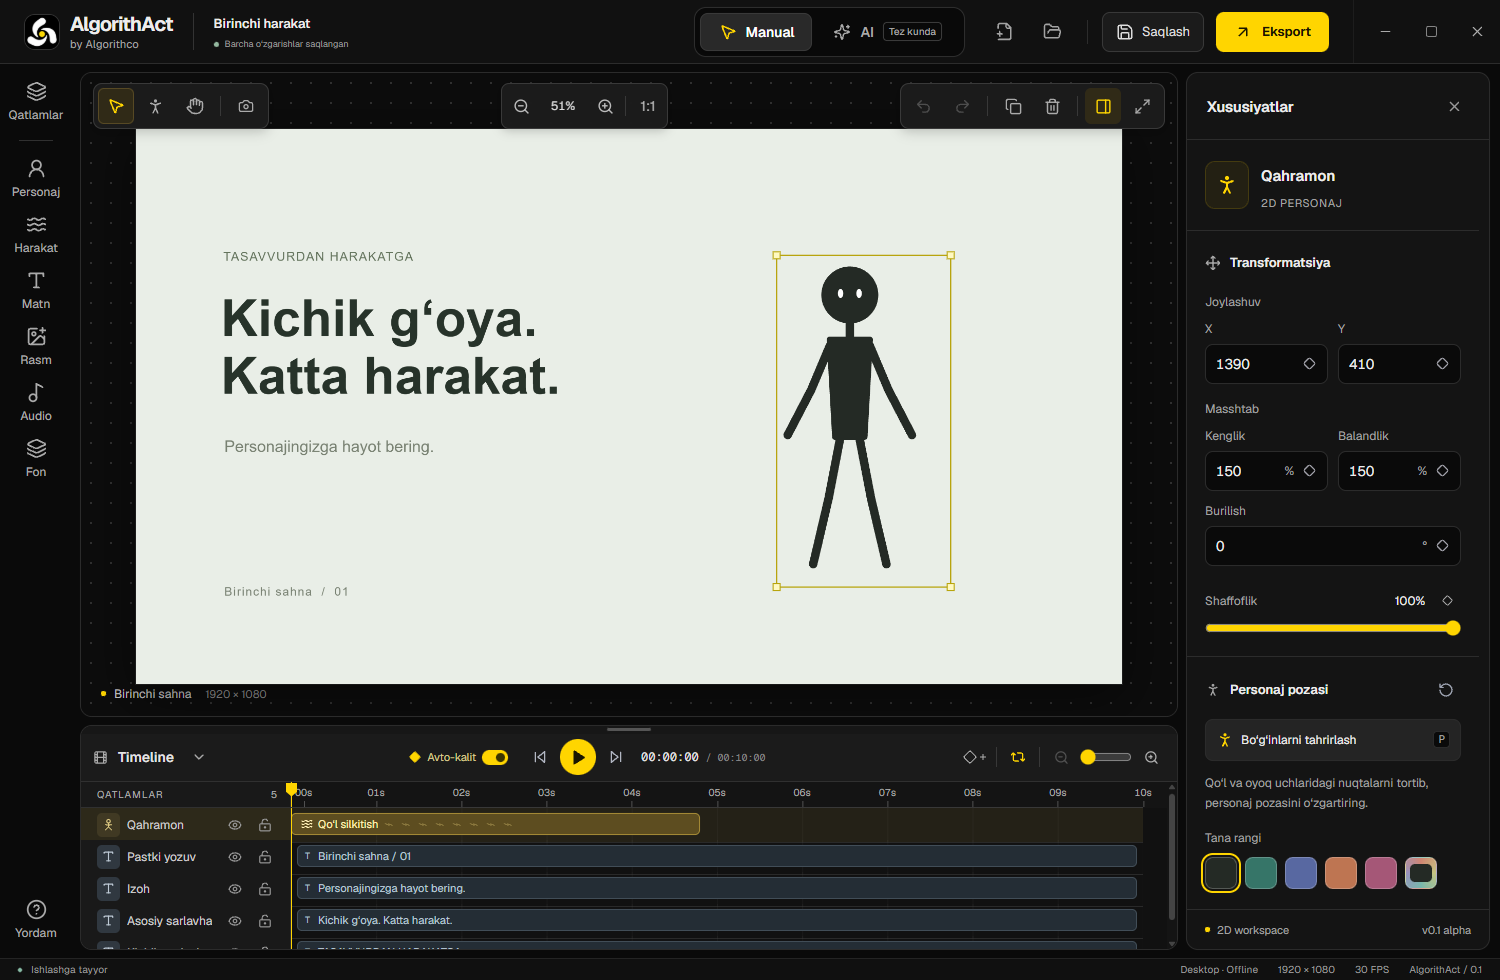 AlgorithAct
by Algorithco
Birinchi harakat
Barcha o'zgarishlar saqlangan
Manual
AI
Tez kunda
Saqlash
Eksport
Qatlamlar
Personaj
Harakat
Matn
Rasm
Audio
Fon
Yordam
51%
1:1
TASAVVURDAN HARAKATGA
Kichik g‘oya.
Katta harakat.
Personajingizga hayot bering.
Birinchi sahna / 01
Birinchi sahna 1920 × 1080
Xususiyatlar
Qahramon
2D PERSONAJ
Transformatsiya
Joylashuv
X Y
1390 410
Masshtab
Kenglik Balandlik
150 % 150 %
Burilish
0 °
Shaffoflik 100%
Personaj pozasi
Bo'g'inlarni tahrirlash P
Qo'l va oyoq uchlaridagi nuqtalarni tortib,
personaj pozasini o'zgartiring.
Tana rangi
2D workspace v0.1 alpha
Timeline
Avto-kalit
00:00:00 / 00:10:00
QATLAMLAR 5
00s 01s 02s 03s 04s 05s 06s 07s 08s 09s 10s
Qahramon
Qo'l silkitish
Pastki yozuv
Birinchi sahna / 01
Izoh
Personajingizga hayot bering.
Asosiy sarlavha
Kichik g‘oya. Katta harakat.
Ishlashga tayyor
Desktop · Offline 1920 × 1080 30 FPS AlgorithAct / 0.1